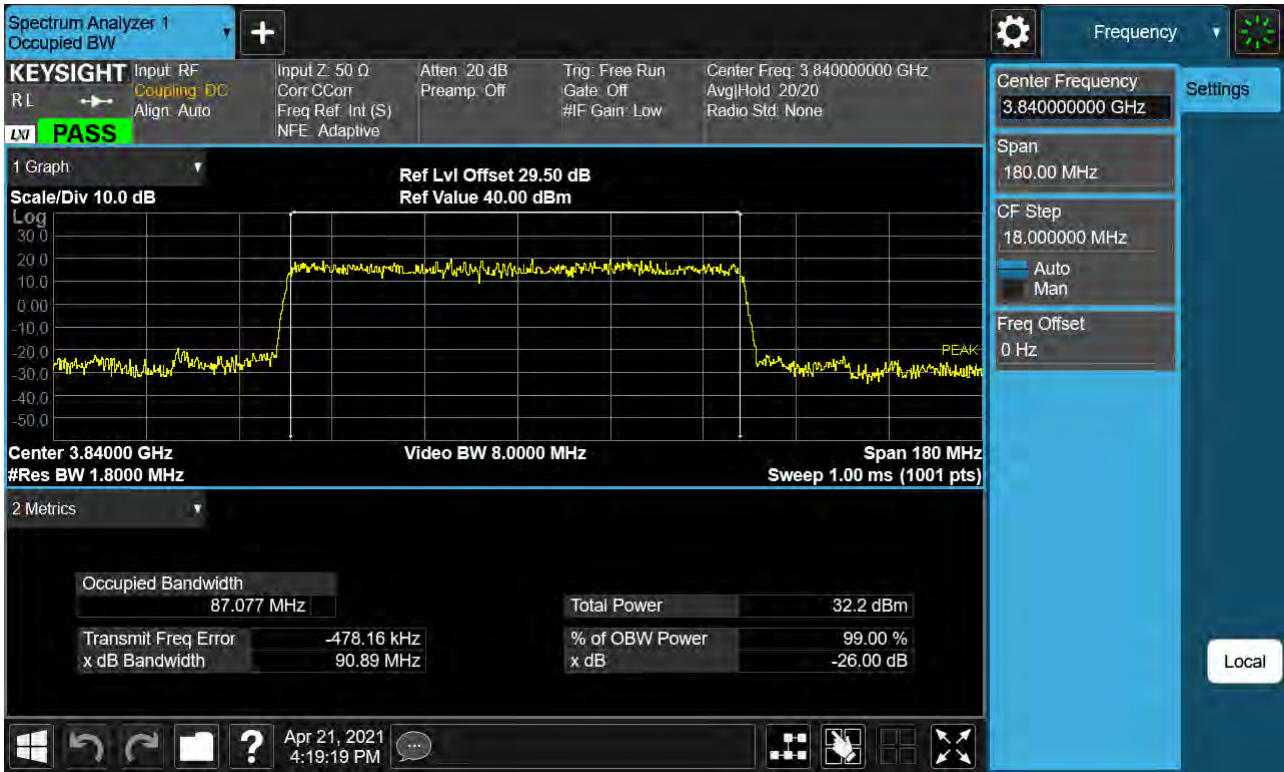 Spectrum Analyzer 1
Occupied BW
+
Frequency
KEYSIGHT
RL
LXI
PASS
Input: RF
Coupling: DC
Align: Auto
Input Z: 50 Ω
Corr CCorr
Freq Ref: Int (S)
NFE: Adaptive
Atten: 20 dB
Preamp: Off
Trig: Free Run
Gate: Off
#IF Gain: Low
Center Freq: 3.840000000 GHz
Avg|Hold: 20/20
Radio Std: None
1 Graph
Scale/Div 10.0 dB
Ref Lvl Offset 29.50 dB
Ref Value 40.00 dBm
Log
30.0
20.0
10.0
0.00
-10.0
-20.0
-30.0
-40.0
-50.0
PEAK
Center 3.84000 GHz
#Res BW 1.8000 MHz
Video BW 8.0000 MHz
Span 180 MHz
Sweep 1.00 ms (1001 pts)
2 Metrics
Occupied Bandwidth
87.077 MHz
Transmit Freq Error -478.16 kHz
x dB Bandwidth 90.89 MHz
Total Power 32.2 dBm
% of OBW Power 99.00 %
x dB -26.00 dB
Center Frequency
3.840000000 GHz
Span
180.00 MHz
CF Step
18.000000 MHz
Auto
Man
Freq Offset
0 Hz
Settings
Local
?
Apr 21, 2021
4:19:19 PM